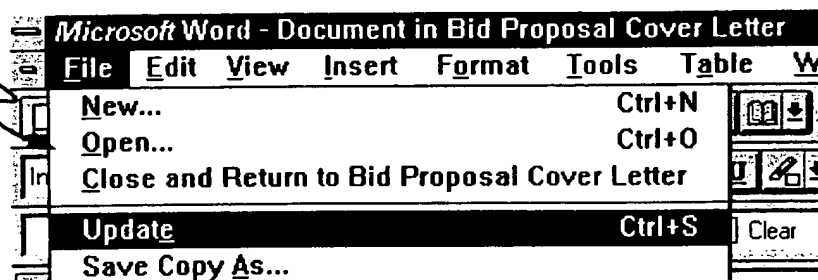 Microsoft Word - Document in Bid Proposal Cover Letter
File Edit View Insert Format Tools Table
New... Ctrl+N
Open... Ctrl+O
Close and Return to Bid Proposal Cover Letter
Update Ctrl+S
Clear
Save Copy As...